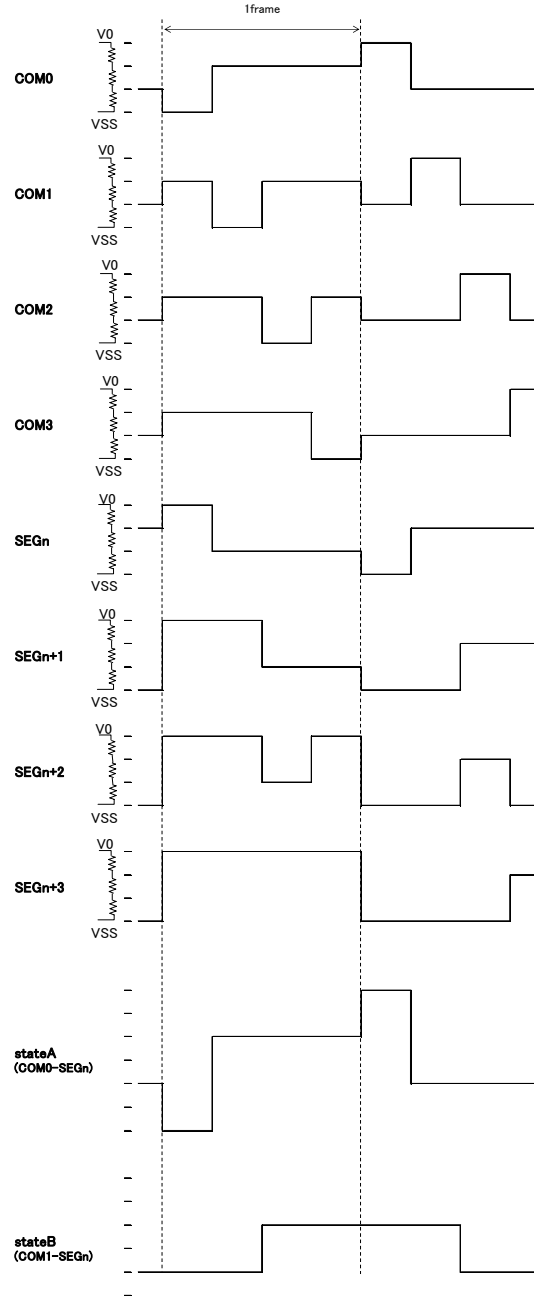 1frame
V0
COM0
VSS
V0
COM1
VSS
V0
COM2
VSS
V0
COM3
VSS
V0
SEGn
VSS
V0
SEGn+1
VSS
V0
SEGn+2
VSS
V0
SEGn+3
VSS
stateA
(COM0-SEGn)
stateB
(COM1-SEGn)